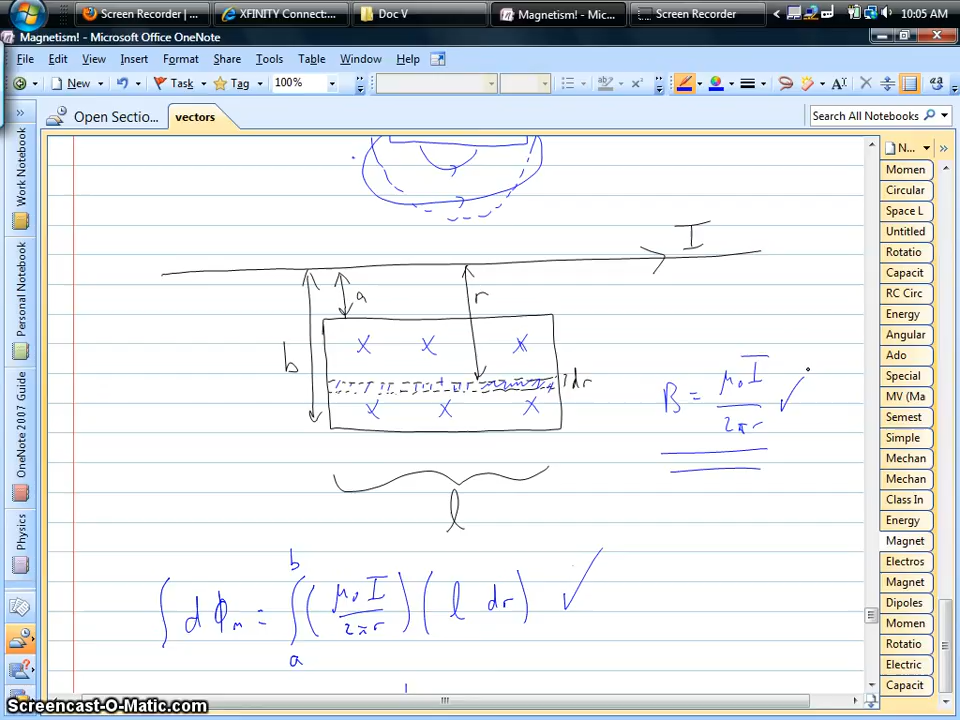 Screen Recorder | ...
XFINITY Connect:...
Doc V
Magnetism! - Mic...
Screen Recorder
10:05 AM
Magnetism! - Microsoft Office OneNote
File Edit View Insert Format Share Tools Table Window Help
New Task Tag 100%
Open Sectio... vectors
Search All Notebooks
N...
Work Notebook
Personal Notebook
OneNote 2007 Guide
Physics
I
a
r
b
X X X
dr
X X X
B = μ₀I / 2πr ✓
l
∫ dϕₘ = ∫ₐᵇ (μ₀I / 2πr) (l dr) ✓
Momen
Circular
Space L
Untitled
Rotatio
Capacit
RC Circ
Energy
Angular
Ado
Special
MV (Ma
Semest
Simple
Mechan
Mechan
Class In
Energy
Magnet
Electros
Magnet
Dipoles
Momen
Rotatio
Electric
Capacit
Screencast-O-Matic.com